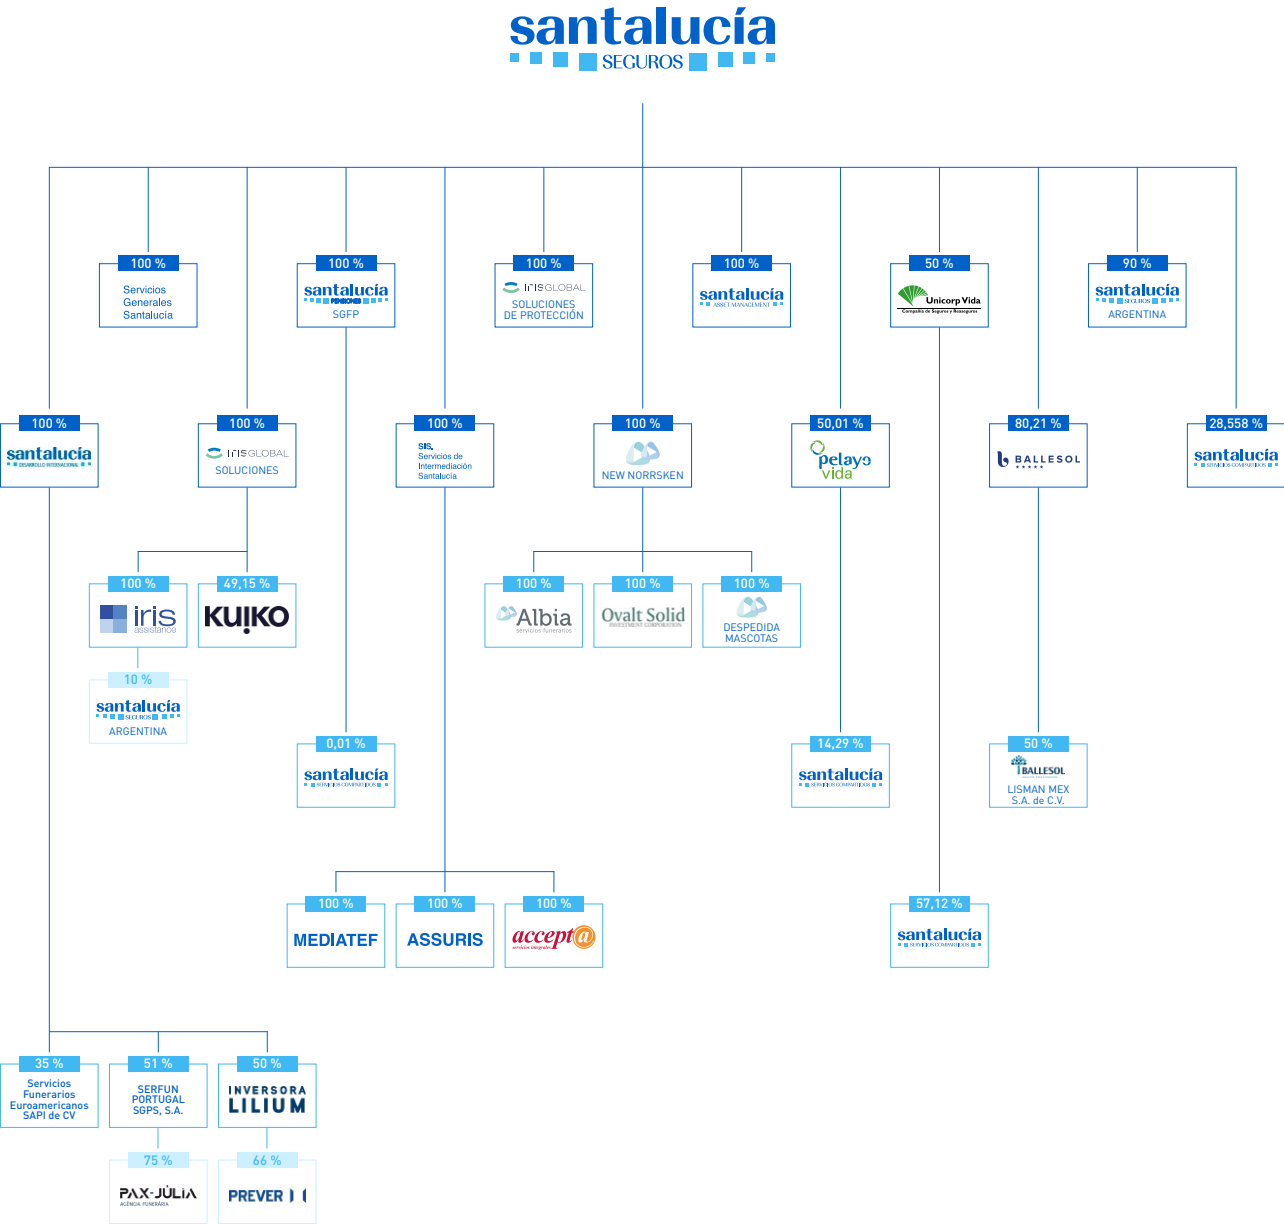 santalucía
SEGUROS
100 %
Servicios
Generales
Santalucía
100 %
santalucía
PENSIONES
SGFP
100 %
IrISGLOBAL
SOLUCIONES
DE PROTECCIÓN
100 %
santalucía
ASSET MANAGEMENT
50 %
Unicorp Vida
Compañía de Seguros y Reaseguros
90 %
santalucía
SEGUROS
ARGENTINA
100 %
santalucía
DESARROLLO INTERNACIONAL
100 %
IrISGLOBAL
SOLUCIONES
100 %
SIS.
Servicios de
Intermediación
Santalucía
100 %
NEW NORRSKEN
50,01 %
pelayo
vida
80,21 %
BALLESOL
28,558 %
santalucía
SERVICIOS COMPARTIDOS
100 %
iris
assistance
49,15 %
KUIKO
100 %
Albia
servicios funerarios
100 %
Ovalt Solid
INVESTMENT CORPORATION
100 %
DESPEDIDA
MASCOTAS
10 %
santalucía
SEGUROS
ARGENTINA
0,01 %
santalucía
SERVICIOS COMPARTIDOS
14,29 %
santalucía
SERVICIOS COMPARTIDOS
50 %
BALLESOL
LISMAN MEX
S.A. de C.V.
100 %
MEDIATEF
100 %
ASSURIS
100 %
accept@
servicios integrales
57,12 %
santalucía
SERVICIOS COMPARTIDOS
35 %
Servicios
Funerarios
Euroamericanos
SAPI de CV
51 %
SERFUN
PORTUGAL
SGPS, S.A.
50 %
INVERSORA
LILIUM
75 %
PAX-JÚLIA
AGÊNCIA FUNERÁRIA
66 %
PREVER